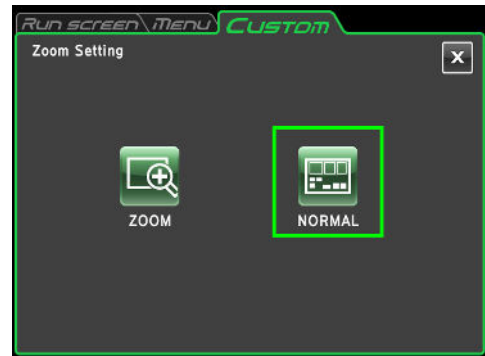 Run screen Menu Custom
Zoom Setting
X
ZOOM NORMAL